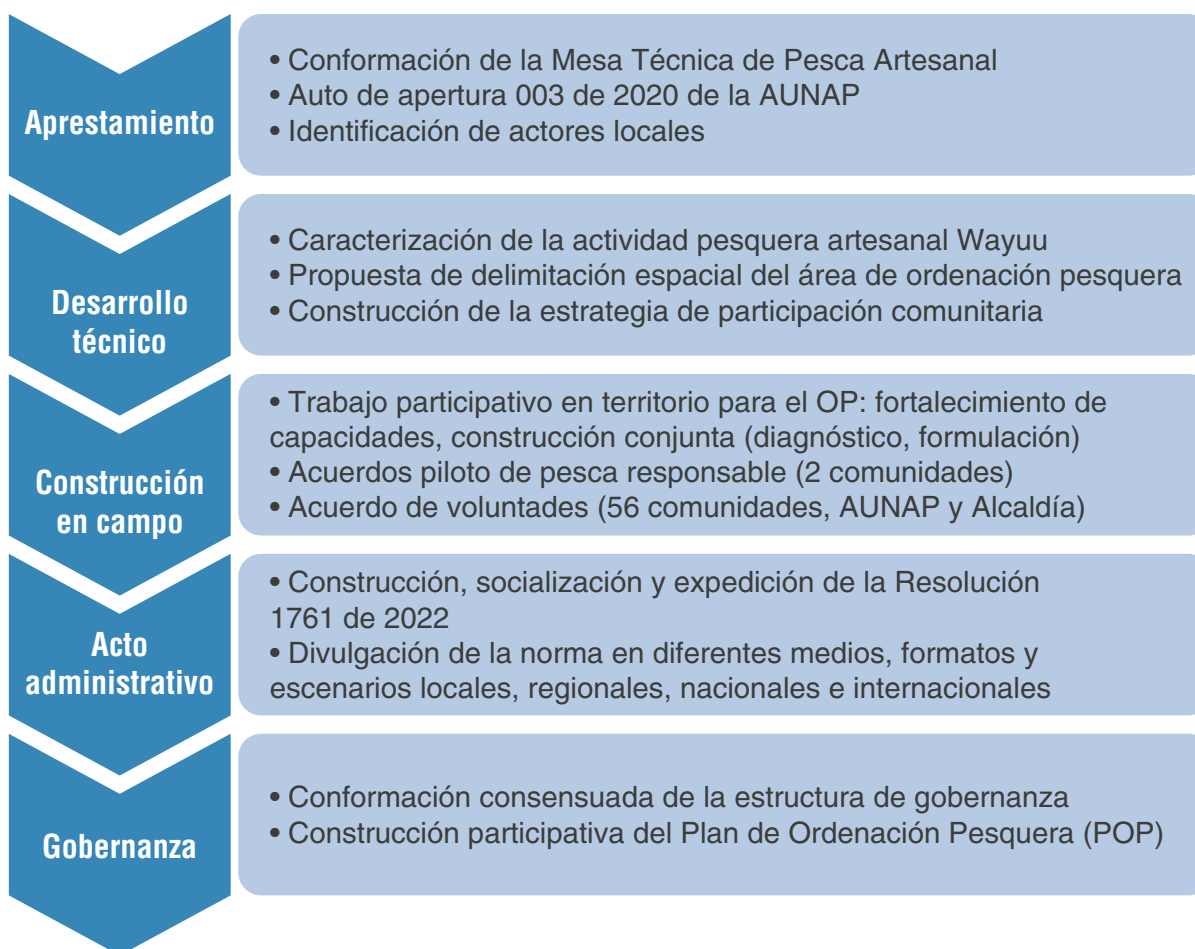 Aprestamiento
• Conformación de la Mesa Técnica de Pesca Artesanal
• Auto de apertura 003 de 2020 de la AUNAP
• Identificación de actores locales
Desarrollo
técnico
• Caracterización de la actividad pesquera artesanal Wayuu
• Propuesta de delimitación espacial del área de ordenación pesquera
• Construcción de la estrategia de participación comunitaria
Construcción
en campo
• Trabajo participativo en territorio para el OP: fortalecimiento de
capacidades, construcción conjunta (diagnóstico, formulación)
• Acuerdos piloto de pesca responsable (2 comunidades)
• Acuerdo de voluntades (56 comunidades, AUNAP y Alcaldía)
Acto
administrativo
• Construcción, socialización y expedición de la Resolución
1761 de 2022
• Divulgación de la norma en diferentes medios, formatos y
escenarios locales, regionales, nacionales e internacionales
Gobernanza
• Conformación consensuada de la estructura de gobernanza
• Construcción participativa del Plan de Ordenación Pesquera (POP)